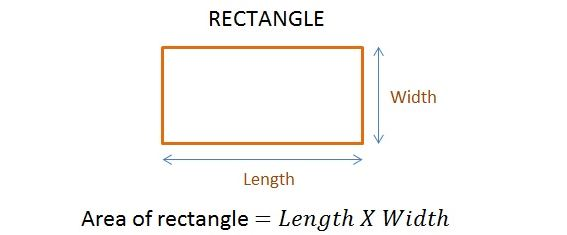 RECTANGLE
Width
Length
Area of rectangle = Length X Width